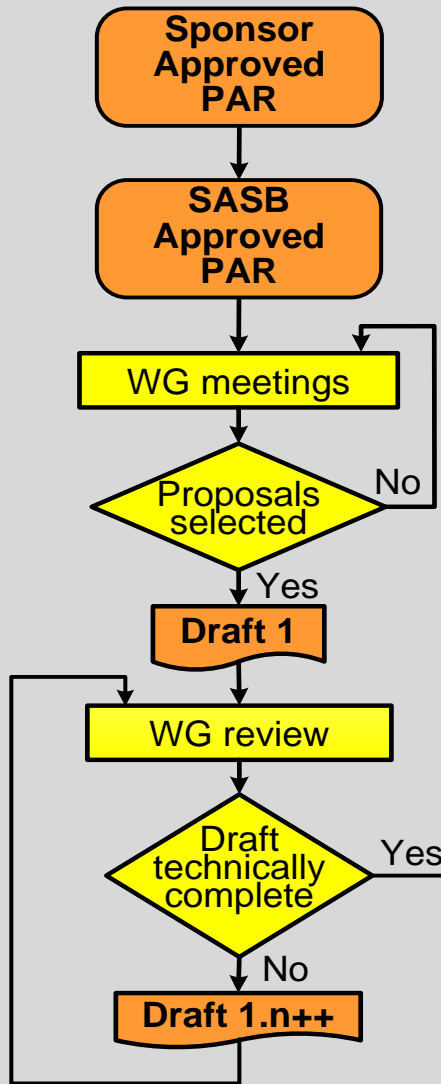 Sponsor
Approved
PAR
SASB
Approved
PAR
WG meetings
Proposals
selected
No
Yes
Draft 1
WG review
Draft
technically
complete
Yes
No
Draft 1.n++